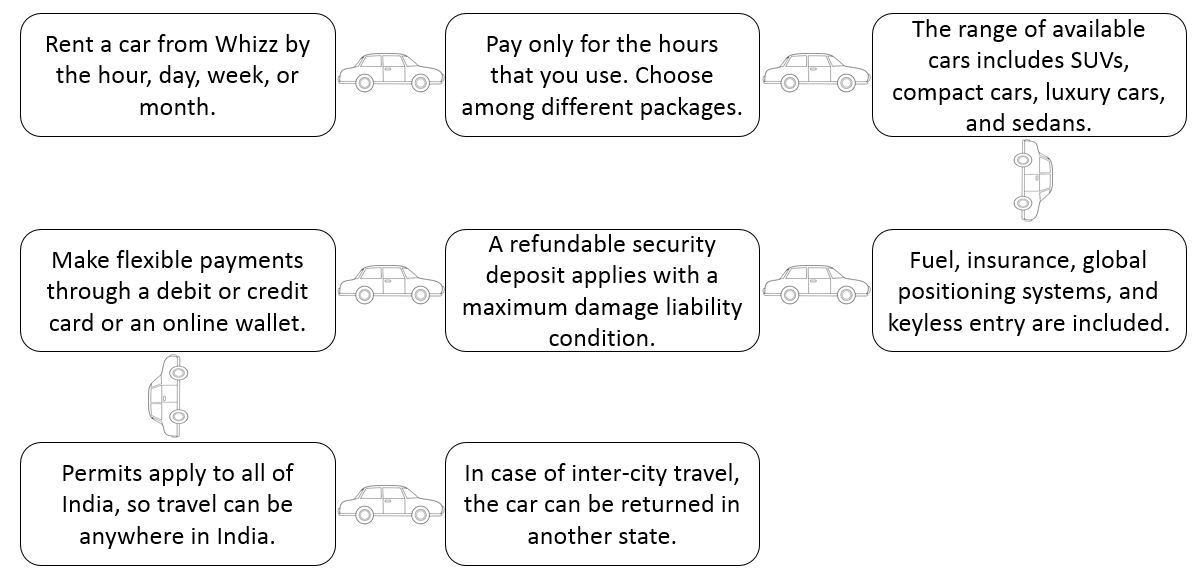 Rent a car from Whizz by
the hour, day, week, or
month.
Pay only for the hours
that you use. Choose
among different packages.
The range of available
cars includes SUVs,
compact cars, luxury cars,
and sedans.
Fuel, insurance, global
positioning systems, and
keyless entry are included.
A refundable security
deposit applies with a
maximum damage liability
condition.
Make flexible payments
through a debit or credit
card or an online wallet.
Permits apply to all of
India, so travel can be
anywhere in India.
In case of inter-city travel,
the car can be returned in
another state.